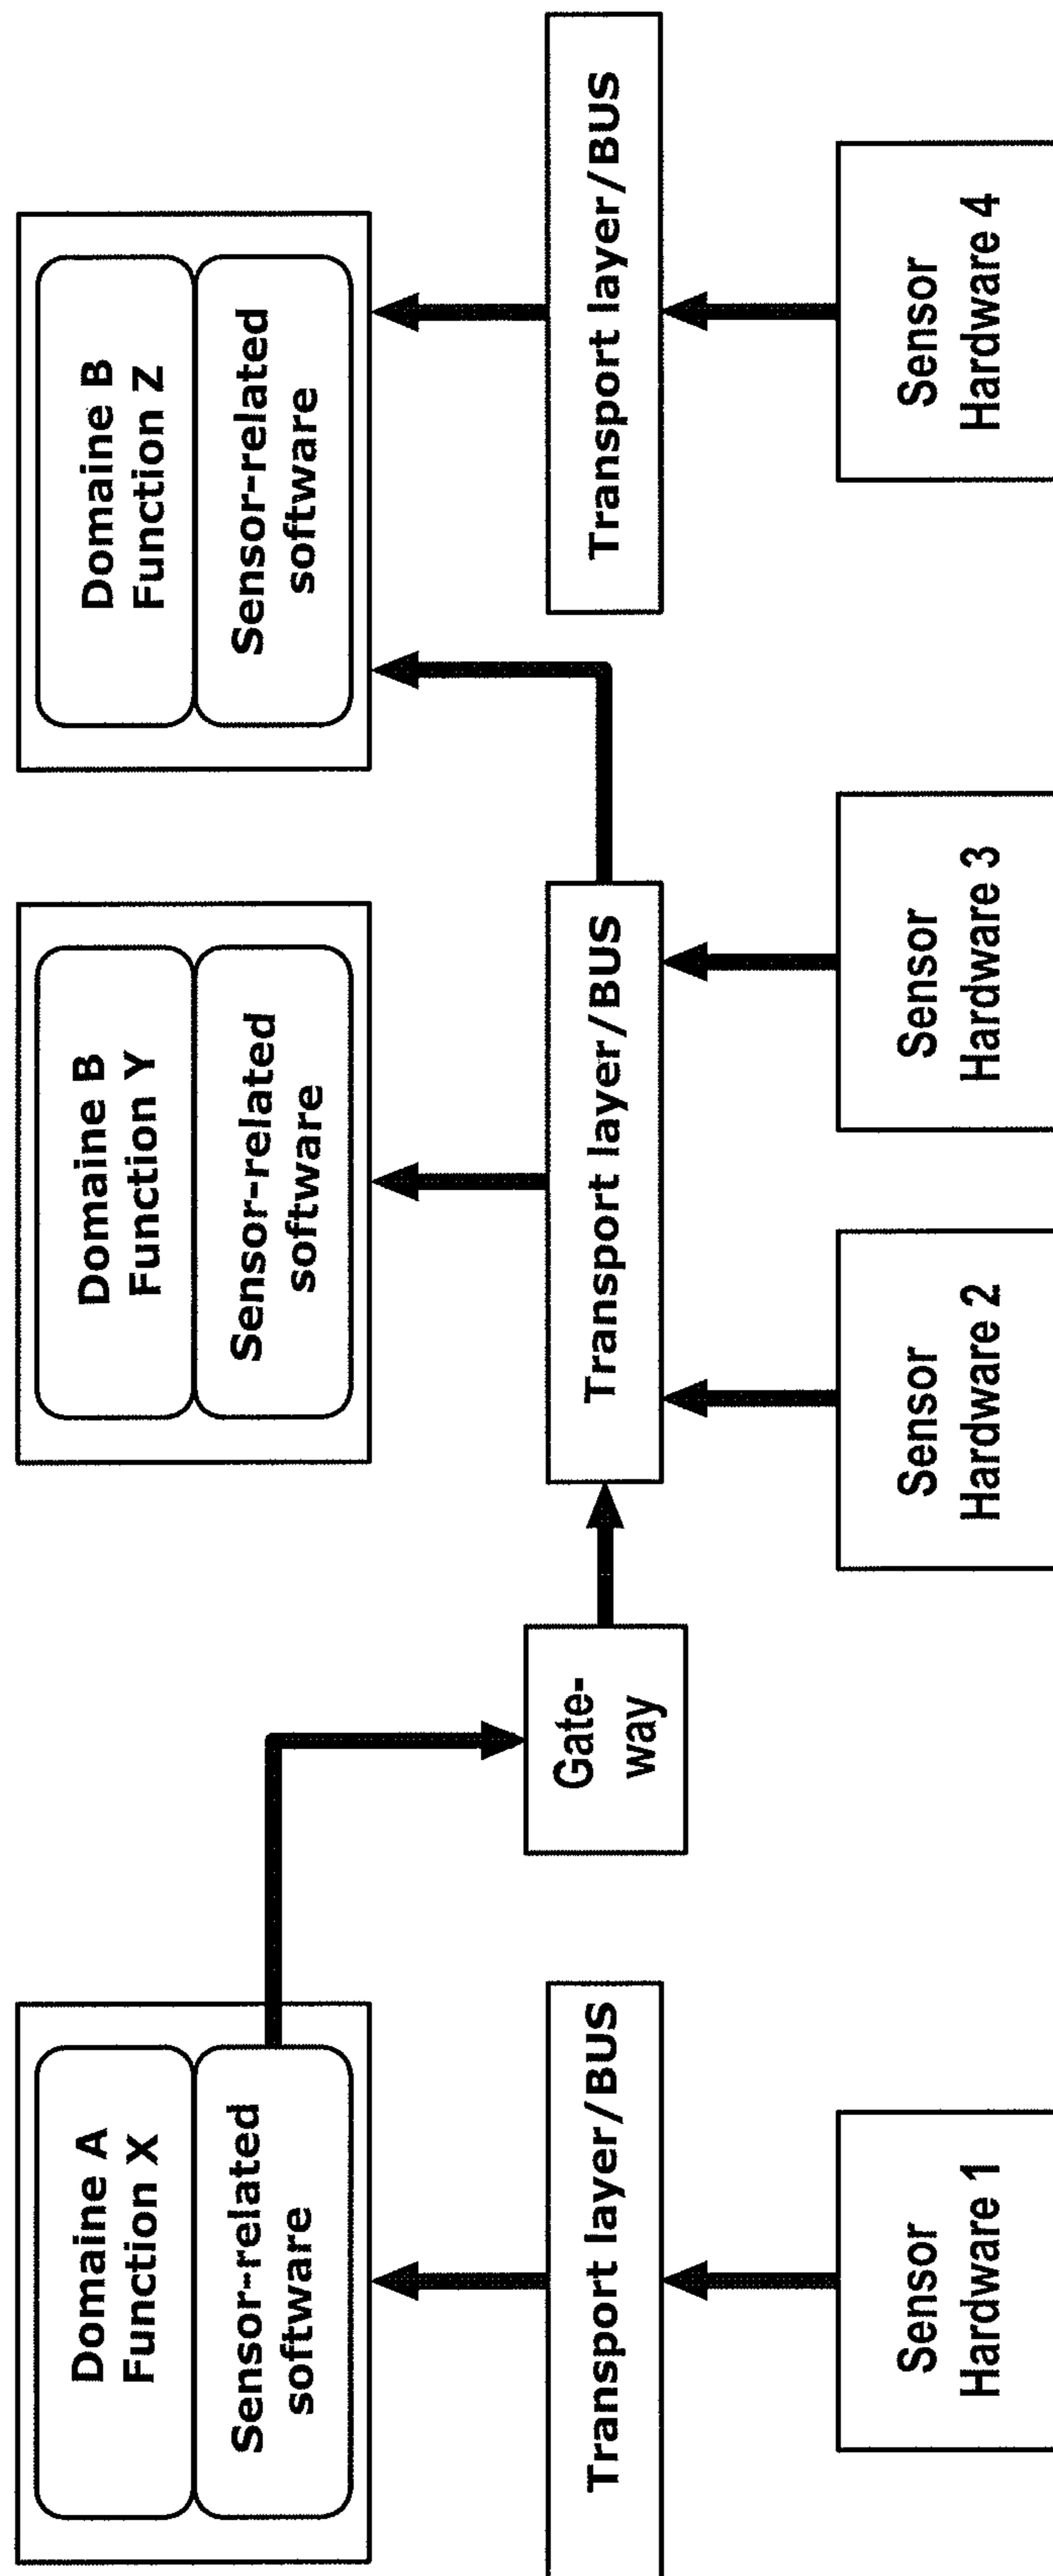 Domaine A
Function X
Sensor-related
software
Domaine B
Function Y
Sensor-related
software
Domaine B
Function Z
Sensor-related
software
Transport layer/BUS
Gate-
way
Transport layer/BUS
Transport layer/BUS
Sensor
Hardware 1
Sensor
Hardware 2
Sensor
Hardware 3
Sensor
Hardware 4